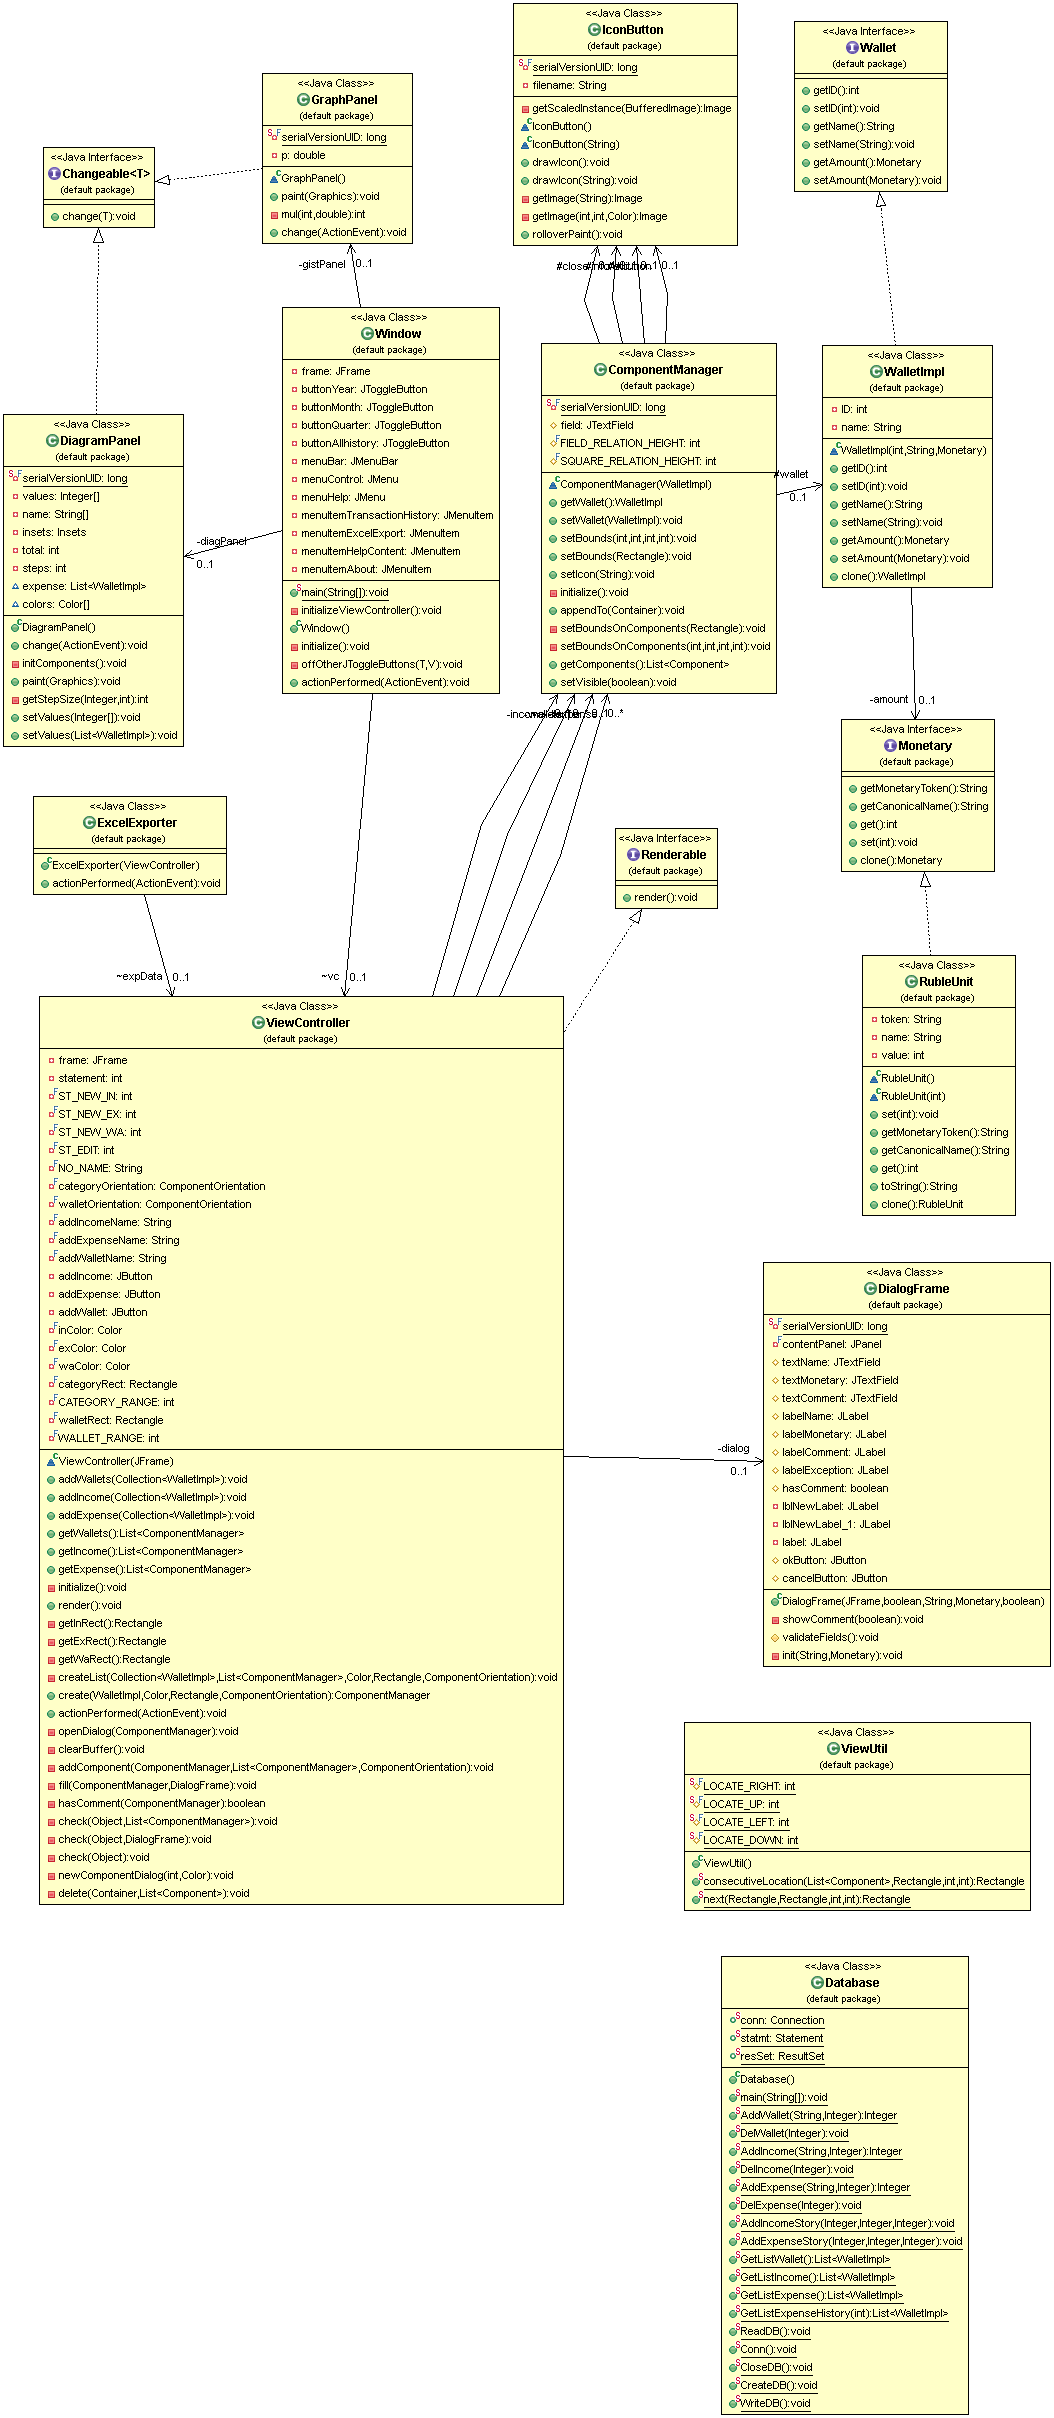 <<Java Class>>
IconButton
(default package)
serialVersionUID: long
filename: String
getScaledInstance(BufferedImage):Image
IconButton()
IconButton(String)
drawIcon():void
drawIcon(String):void
getImage(String):Image
getImage(int,int,Color):Image
rolloverPaint():void
<<Java Interface>>
Wallet
(default package)
getID():int
setID(int):void
getName():String
setName(String):void
getAmount():Monetary
setAmount(Monetary):void
<<Java Class>>
GraphPanel
(default package)
serialVersionUID: long
p: double
GraphPanel()
paint(Graphics):void
mul(int,double):int
change(ActionEvent):void
<<Java Interface>>
Changeable<T>
(default package)
change(T):void
-gistPanel
0..1
0..1
<<Java Class>>
Window
(default package)
frame: JFrame
buttonYear: JToggleButton
buttonMonth: JToggleButton
buttonQuarter: JToggleButton
buttonAllhistory: JToggleButton
menuBar: JMenuBar
menuControl: JMenu
menuHelp: JMenu
menuItemTransactionHistory: JMenuItem
menuItemExcelExport: JMenuItem
menuItemHelpContent: JMenuItem
menuItemAbout: JMenuItem
main(String[]):void
initializeViewController():void
Window()
initialize():void
offOtherJToggleButtons(T,V):void
actionPerformed(ActionEvent):void
<<Java Class>>
ComponentManager
(default package)
serialVersionUID: long
field: JTextField
FIELD_RELATION_HEIGHT: int
SQUARE_RELATION_HEIGHT: int
ComponentManager(WalletImpl)
getWallet():WalletImpl
setWallet(WalletImpl):void
setBounds(int,int,int,int):void
setBounds(Rectangle):void
setIcon(String):void
initialize():void
appendTo(Container):void
setBoundsOnComponents(Rectangle):void
setBoundsOnComponents(int,int,int,int):void
getComponents():List<Component>
setVisible(boolean):void
#wallet
0..1
<<Java Class>>
WalletImpl
(default package)
ID: int
name: String
WalletImpl(int,String,Monetary)
getID():int
setID(int):void
getName():String
setName(String):void
getAmount():Monetary
setAmount(Monetary):void
clone():WalletImpl
<<Java Class>>
DiagramPanel
(default package)
serialVersionUID: long
values: Integer[]
name: String[]
insets: Insets
total: int
steps: int
expense: List<WalletImpl>
colors: Color[]
DiagramPanel()
change(ActionEvent):void
initComponents():void
paint(Graphics):void
getStepSize(Integer,int):int
setValues(Integer[]):void
setValues(List<WalletImpl>):void
-diagPanel
0..1
-amount
0..1
0..*
<<Java Interface>>
Monetary
(default package)
getMonetaryToken():String
getCanonicalName():String
get():int
set(int):void
clone():Monetary
<<Java Class>>
ExcelExporter
(default package)
ExcelExporter(ViewController)
actionPerformed(ActionEvent):void
<<Java Interface>>
Renderable
(default package)
render():void
~expData
0..1
~vc
0..1
<<Java Class>>
RubleUnit
(default package)
token: String
name: String
value: int
RubleUnit()
RubleUnit(int)
set(int):void
getMonetaryToken():String
getCanonicalName():String
get():int
toString():String
clone():RubleUnit
<<Java Class>>
ViewController
(default package)
frame: JFrame
statement: int
ST_NEW_IN: int
ST_NEW_EX: int
ST_NEW_WA: int
ST_EDIT: int
NO_NAME: String
categoryOrientation: ComponentOrientation
walletOrientation: ComponentOrientation
addIncomeName: String
addExpenseName: String
addWalletName: String
addIncome: JButton
addExpense: JButton
addWallet: JButton
inColor: Color
exColor: Color
waColor: Color
categoryRect: Rectangle
CATEGORY_RANGE: int
walletRect: Rectangle
WALLET_RANGE: int
ViewController(JFrame)
addWallets(Collection<WalletImpl>):void
addIncome(Collection<WalletImpl>):void
addExpense(Collection<WalletImpl>):void
getWallets():List<ComponentManager>
getIncome():List<ComponentManager>
getExpense():List<ComponentManager>
initialize():void
render():void
getInRect():Rectangle
getExRect():Rectangle
getWaRect():Rectangle
createList(Collection<WalletImpl>,List<ComponentManager>,Color,Rectangle,ComponentOrientation):void
create(WalletImpl,Color,Rectangle,ComponentOrientation):ComponentManager
actionPerformed(ActionEvent):void
openDialog(ComponentManager):void
clearBuffer():void
addComponent(ComponentManager,List<ComponentManager>,ComponentOrientation):void
fill(ComponentManager,DialogFrame):void
hasComment(ComponentManager):boolean
check(Object,List<ComponentManager>):void
check(Object,DialogFrame):void
check(Object):void
newComponentDialog(int,Color):void
delete(Container,List<Component>):void
-dialog
0..1
<<Java Class>>
DialogFrame
(default package)
serialVersionUID: long
contentPanel: JPanel
textName: JTextField
textMonetary: JTextField
textComment: JTextField
labelName: JLabel
labelMonetary: JLabel
labelComment: JLabel
labelException: JLabel
hasComment: boolean
lblNewLabel: JLabel
lblNewLabel_1: JLabel
label: JLabel
okButton: JButton
cancelButton: JButton
DialogFrame(JFrame,boolean,String,Monetary,boolean)
showComment(boolean):void
validateFields():void
init(String,Monetary):void
<<Java Class>>
ViewUtil
(default package)
LOCATE_RIGHT: int
LOCATE_UP: int
LOCATE_LEFT: int
LOCATE_DOWN: int
ViewUtil()
consecutiveLocation(List<Component>,Rectangle,int,int):Rectangle
next(Rectangle,Rectangle,int,int):Rectangle
<<Java Class>>
Database
(default package)
conn: Connection
statmt: Statement
resSet: ResultSet
Database()
main(String[]):void
AddWallet(String,Integer):Integer
DelWallet(Integer):void
AddIncome(String,Integer):Integer
DelIncome(Integer):void
AddExpense(String,Integer):Integer
DelExpense(Integer):void
AddIncomeStory(Integer,Integer,Integer):void
AddExpenseStory(Integer,Integer,Integer):void
GetListWallet():List<WalletImpl>
GetListIncome():List<WalletImpl>
GetListExpense():List<WalletImpl>
GetListExpenseHistory(int):List<WalletImpl>
ReadDB():void
Conn():void
CloseDB():void
CreateDB():void
WriteDB():void